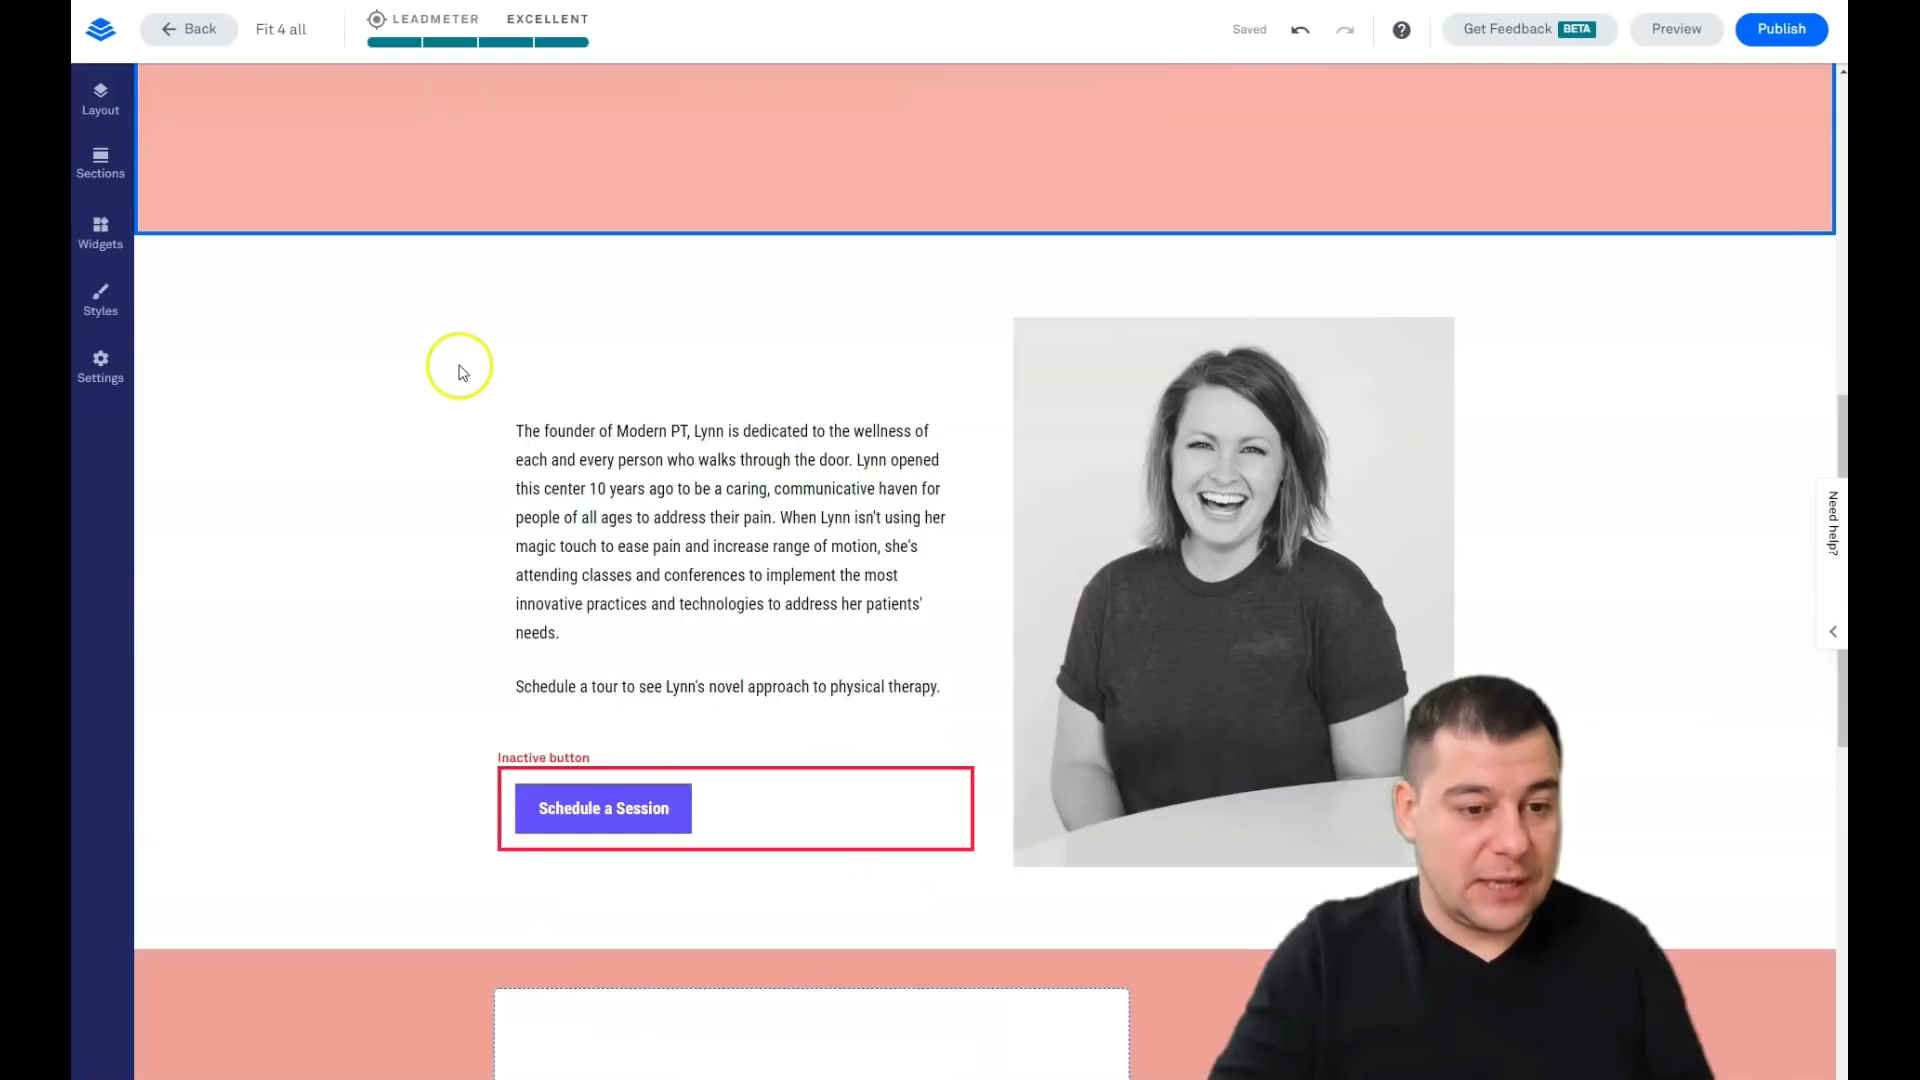 Back
Fit 4 all
LEADMETER
EXCELLENT
Saved
Get Feedback BETA
Preview
Publish
Layout
Sections
Widgets
Styles
Settings
The founder of Modern PT, Lynn is dedicated to the wellness of
each and every person who walks through the door. Lynn opened
this center 10 years ago to be a caring, communicative haven for
people of all ages to address their pain. When Lynn isn't using her
magic touch to ease pain and increase range of motion, she's
attending classes and conferences to implement the most
innovative practices and technologies to address her patients'
needs.
Schedule a tour to see Lynn's novel approach to physical therapy.
Inactive button
Schedule a Session
Need help?